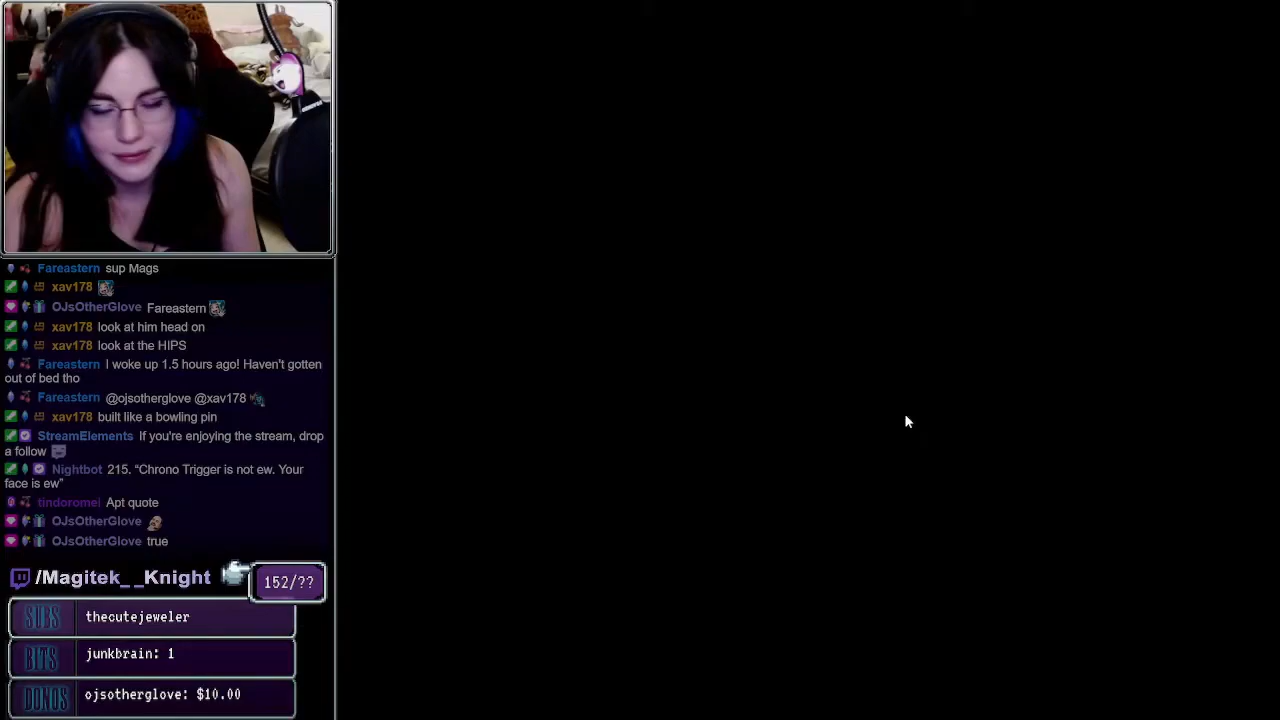 Fareastern sup Mags
xav178
OJsOtherGlove Fareastern
xav178 look at him head on
xav178 look at the HIPS
Fareastern I woke up 1.5 hours ago! Haven't gotten
out of bed tho
Fareastern @ojsotherglove @xav178
xav178 built like a bowling pin
StreamElements If you're enjoying the stream, drop
a follow
Nightbot 215. “Chrono Trigger is not ew. Your
face is ew”
tindoromei Apt quote
OJsOtherGlove
OJsOtherGlove true
/Magitek__Knight
152/??
SUBS thecutejeweler
BITS junkbrain: 1
DONOS ojsotherglove: $10.00